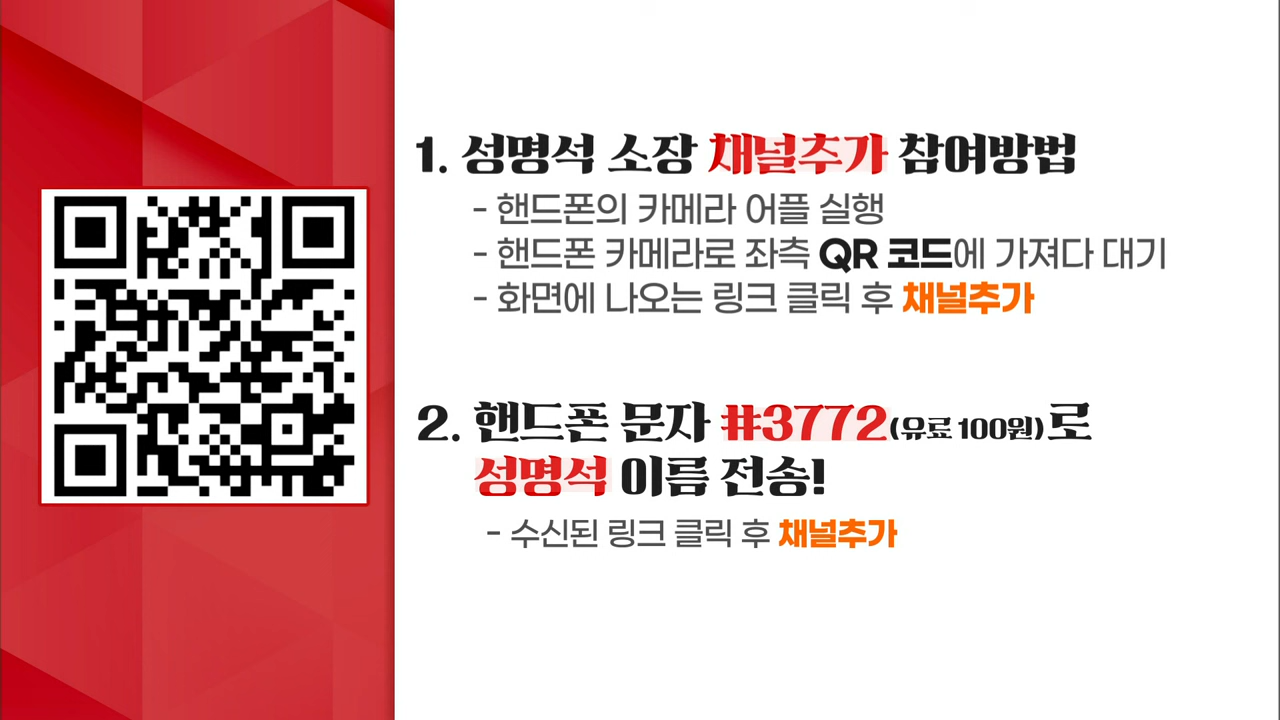 1. 성명석 소장 채널추가 참여방법
- 핸드폰의 카메라 어플 실행
- 핸드폰 카메라로 좌측 QR 코드에 가져다 대기
- 화면에 나오는 링크 클릭 후 채널추가
2. 핸드폰 문자 #3772(유료 100원)로
성명석 이름 전송!
- 수신된 링크 클릭 후 채널추가